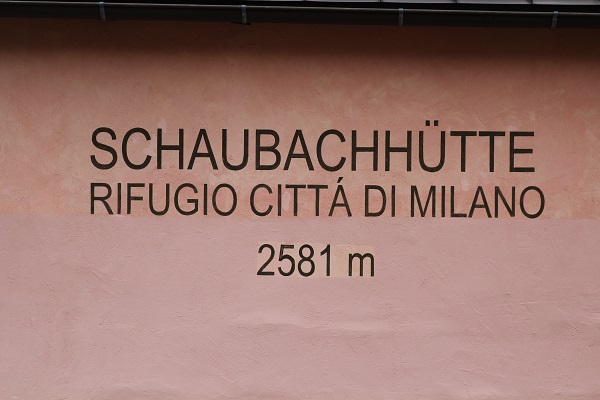 SCHAUBACHHÜTTE
RIFUGIO CITTÁ DI MILANO
2581 m